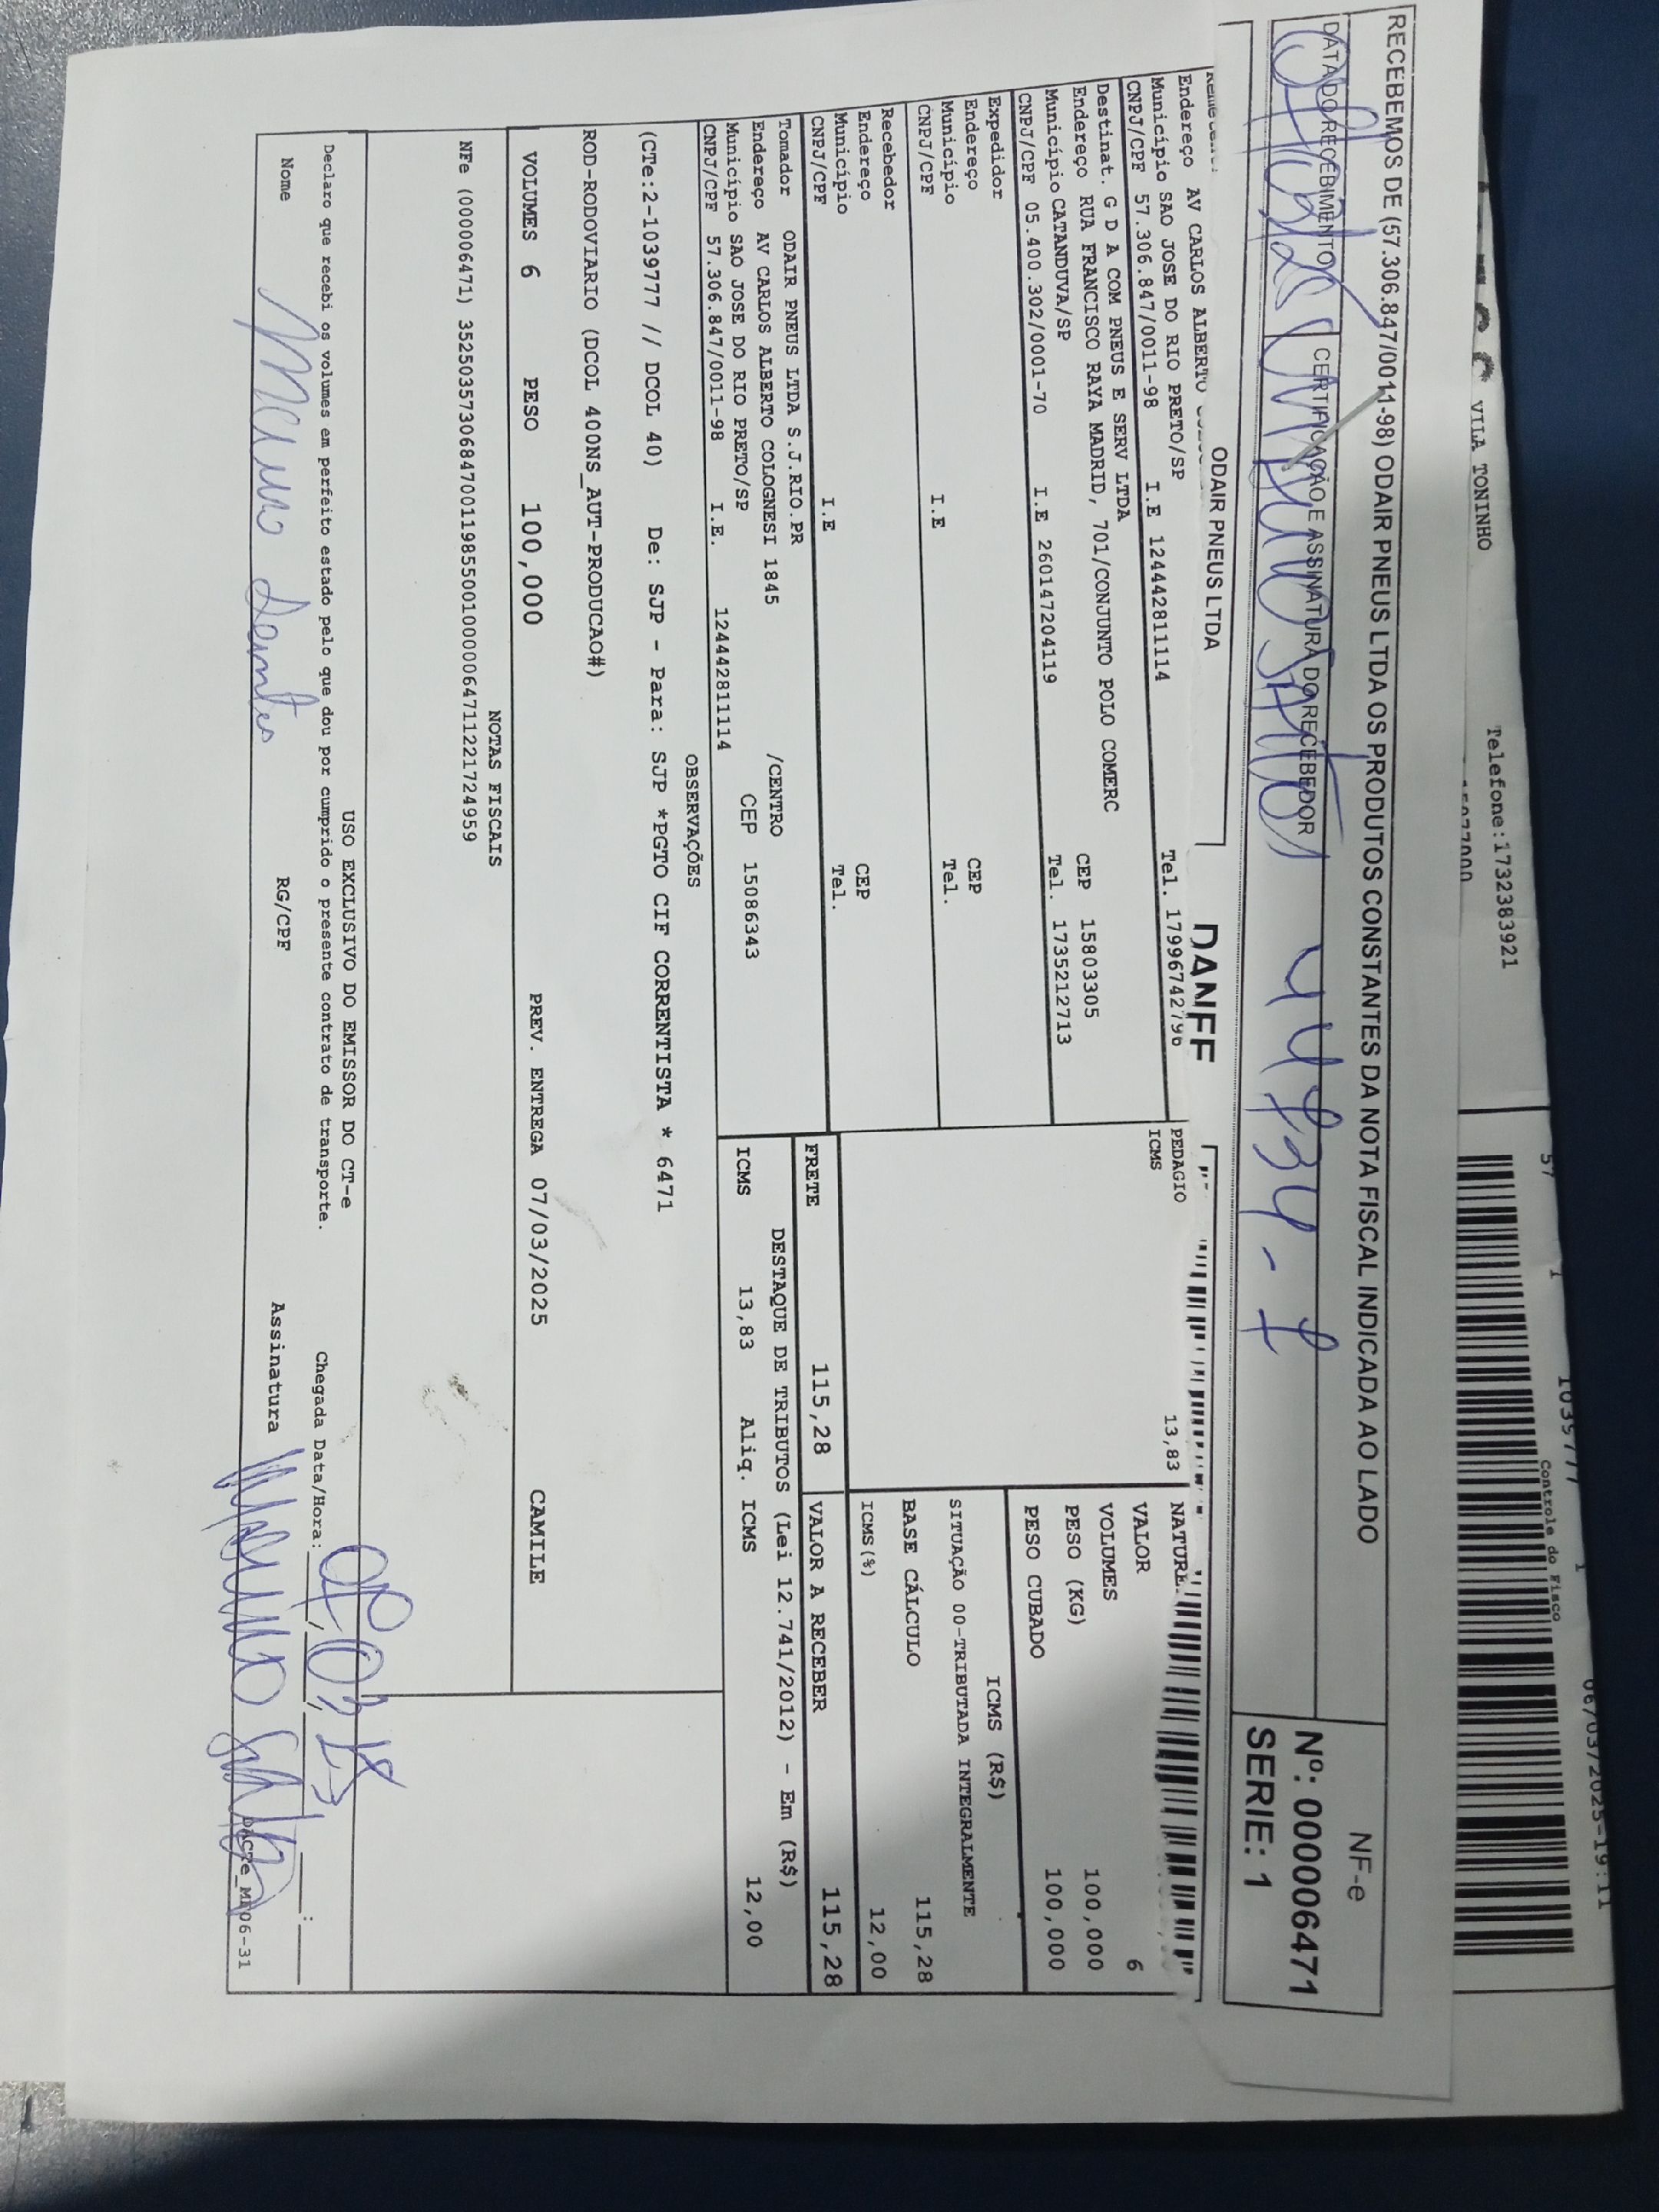 VILA TONINHO
Telefone:1732383921
1039777
06/03/2025-19:11
Controle do Fisco
RECEBEMOS DE (57.306.847/0011-98) ODAIR PNEUS LTDA OS PRODUTOS CONSTANTES DA NOTA FISCAL INDICADA AO LADO
NF-e
DATA DO RECEBIMENTO
CERTIFICAÇÃO E ASSINATURA DO RECEBEDOR
Nº: 000006471
SERIE: 1
ODAIR PNEUS LTDA
DANFE
Endereço AV CARLOS ALBERTO
Município SAO JOSE DO RIO PRETO/SP
Tel. 17996742796
CNPJ/CPF 57.306.847/0011-98 I.E 124442811114
PEDAGIO 13,83
ICMS
Destinat. G D A COM PNEUS E SERV LTDA
Endereço RUA FRANCISCO RAYA MADRID, 701/CONJUNTO POLO COMERC CEP 15803305
Município CATANDUVA/SP Tel. 1735212713
CNPJ/CPF 05.400.302/0001-70 I.E 260147204119
VALOR
VOLUMES 6
PESO (KG) 100,000
PESO CUBADO 100,000
Expedidor
Endereço CEP
Município Tel.
CNPJ/CPF I.E
ICMS (R$)
SITUAÇÃO 00-TRIBUTADA INTEGRALMENTE
BASE CÁLCULO 115,28
ICMS(%) 12,00
Recebedor
Endereço CEP
Município Tel.
CNPJ/CPF I.E
FRETE 115,28 VALOR A RECEBER 115,28
Tomador ODAIR PNEUS LTDA S.J.RIO.PR
Endereço AV CARLOS ALBERTO COLOGNESI 1845 /CENTRO
Município SAO JOSE DO RIO PRETO/SP CEP 15086343
CNPJ/CPF 57.306.847/0011-98 I.E. 124442811114
DESTAQUE DE TRIBUTOS (Lei 12.741/2012) - Em (R$)
ICMS 13,83 Aliq. ICMS 12,00
OBSERVAÇÕES
(CTe:2-1039777 // DCOL 40) De: SJP - Para: SJP *PGTO CIF CORRENTISTA * 6471
ROD-RODOVIARIO (DCOL 400NS_AUT-PRODUCAO#)
VOLUMES 6 PESO 100,000 PREV. ENTREGA 07/03/2025 CAMILE
NOTAS FISCAIS
NFe (000006471) 35250357306847001198550010000064711221724959
USO EXCLUSIVO DO EMISSOR DO CT-e
Declaro que recebi os volumes em perfeito estado pelo que dou por cumprido o presente contrato de transporte. Chegada Data/Hora:
Nome RG/CPF Assinatura